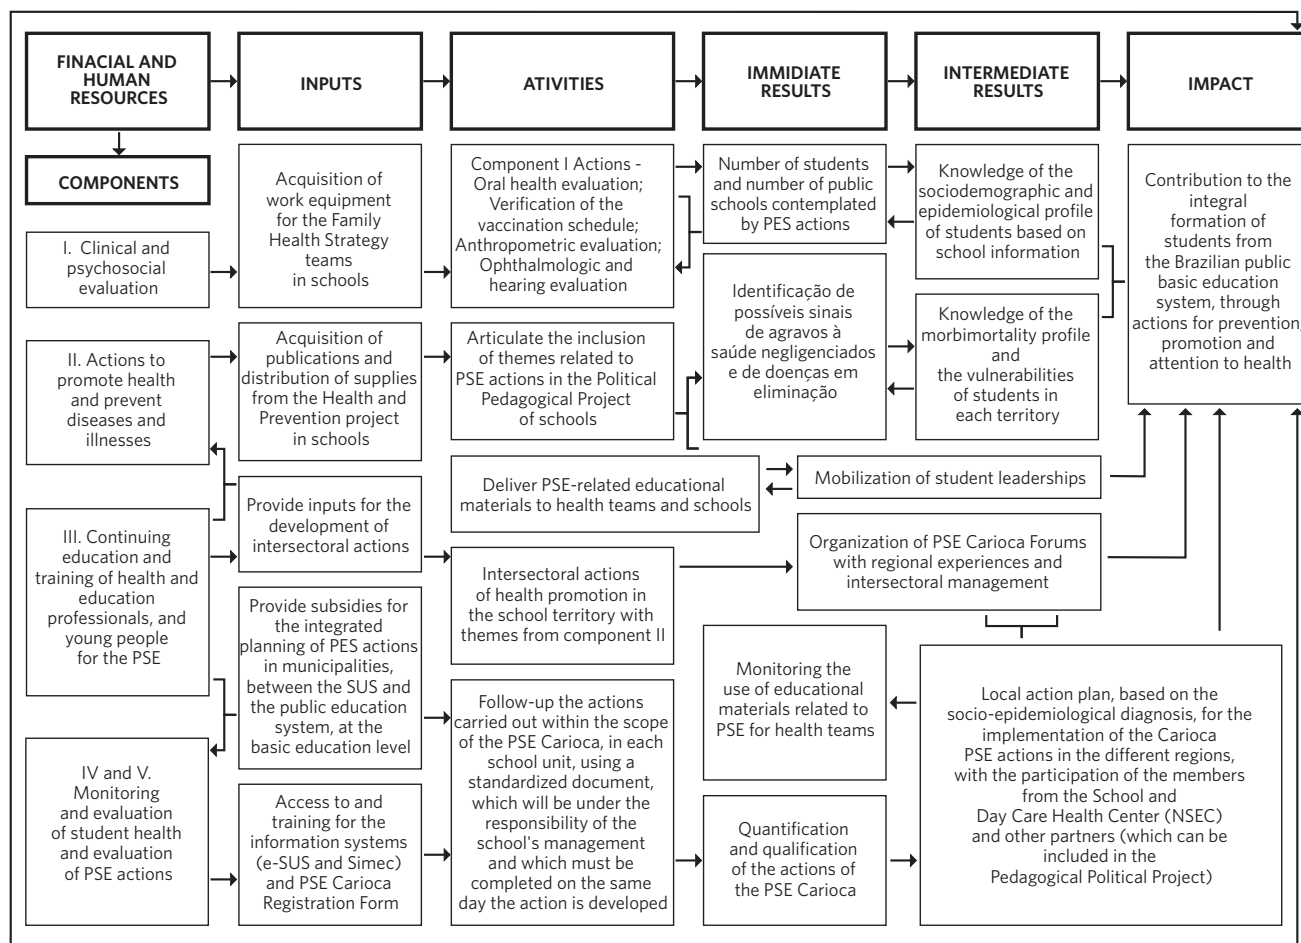 FINACIAL AND
HUMAN
RESOURCES
INPUTS
ATIVITIES
IMMIDIATE
RESULTS
INTERMEDIATE
RESULTS
IMPACT
COMPONENTS
I. Clinical and
psychosocial
evaluation
Acquisition of
work equipment
for the Family
Health Strategy
teams
in schools
Component I Actions -
Oral health evaluation;
Verification of
the vaccination schedule;
Anthropometric evaluation;
Ophthalmologic and
hearing evaluation
Number of students
and number of public
schools contemplated
by PES actions
Knowledge of the
sociodemographic and
epidemiological profile
of students based on
school information
Contribution to the
integral
formation of
students from
the Brazilian public
basic education
system, through
actions for prevention,
promotion and
attention to health
II. Actions to
promote health
and prevent
diseases and
illnesses
Acquisition of
publications and
distribution of supplies
from the Health and
Prevention project
in schools
Articulate the inclusion
of themes related to
PSE actions in the Political
Pedagogical Project
of schools
Identificação de
possíveis sinais
de agravos à
saúde negligenciados
e de doenças em
eliminação
Knowledge of the
morbimortality profile
and
the vulnerabilities
of students in
each territory
Deliver PSE-related educational
materials to health teams and schools
Mobilization of student leaderships
III. Continuing
education and
training of health and
education
professionals, and
young people
for the PSE
Provide inputs for the
development of
intersectoral actions
Intersectoral actions
of health promotion in
the school territory with
themes from component II
Organization of PSE Carioca Forums
with regional experiences and
intersectoral management
Provide subsidies for
the integrated
planning of PES actions
in municipalities,
between the SUS and
the public education
system, at the
basic education level
Monitoring the
use of educational
materials related to
PSE for health teams
Local action plan, based on the
socio-epidemiological diagnosis, for the
implementation of the Carioca
PSE actions in the different regions,
with the participation of the members
from the School and
Day Care Health Center (NSEC)
and other partners (which can be
included in the
Pedagogical Political Project)
IV and V.
Monitoring
and evaluation
of student health
and evaluation
of PSE actions
Access to and
training for the
information systems
(e-SUS and Simec)
and PSE Carioca
Registration Form
Follow-up the actions
carried out within the scope
of the PSE Carioca, in each
school unit, using a
standardized document,
which will be under the
responsibility of the
school's management
and which must be
completed on the same
day the action is developed
Quantification
and qualification
of the actions of
the PSE Carioca